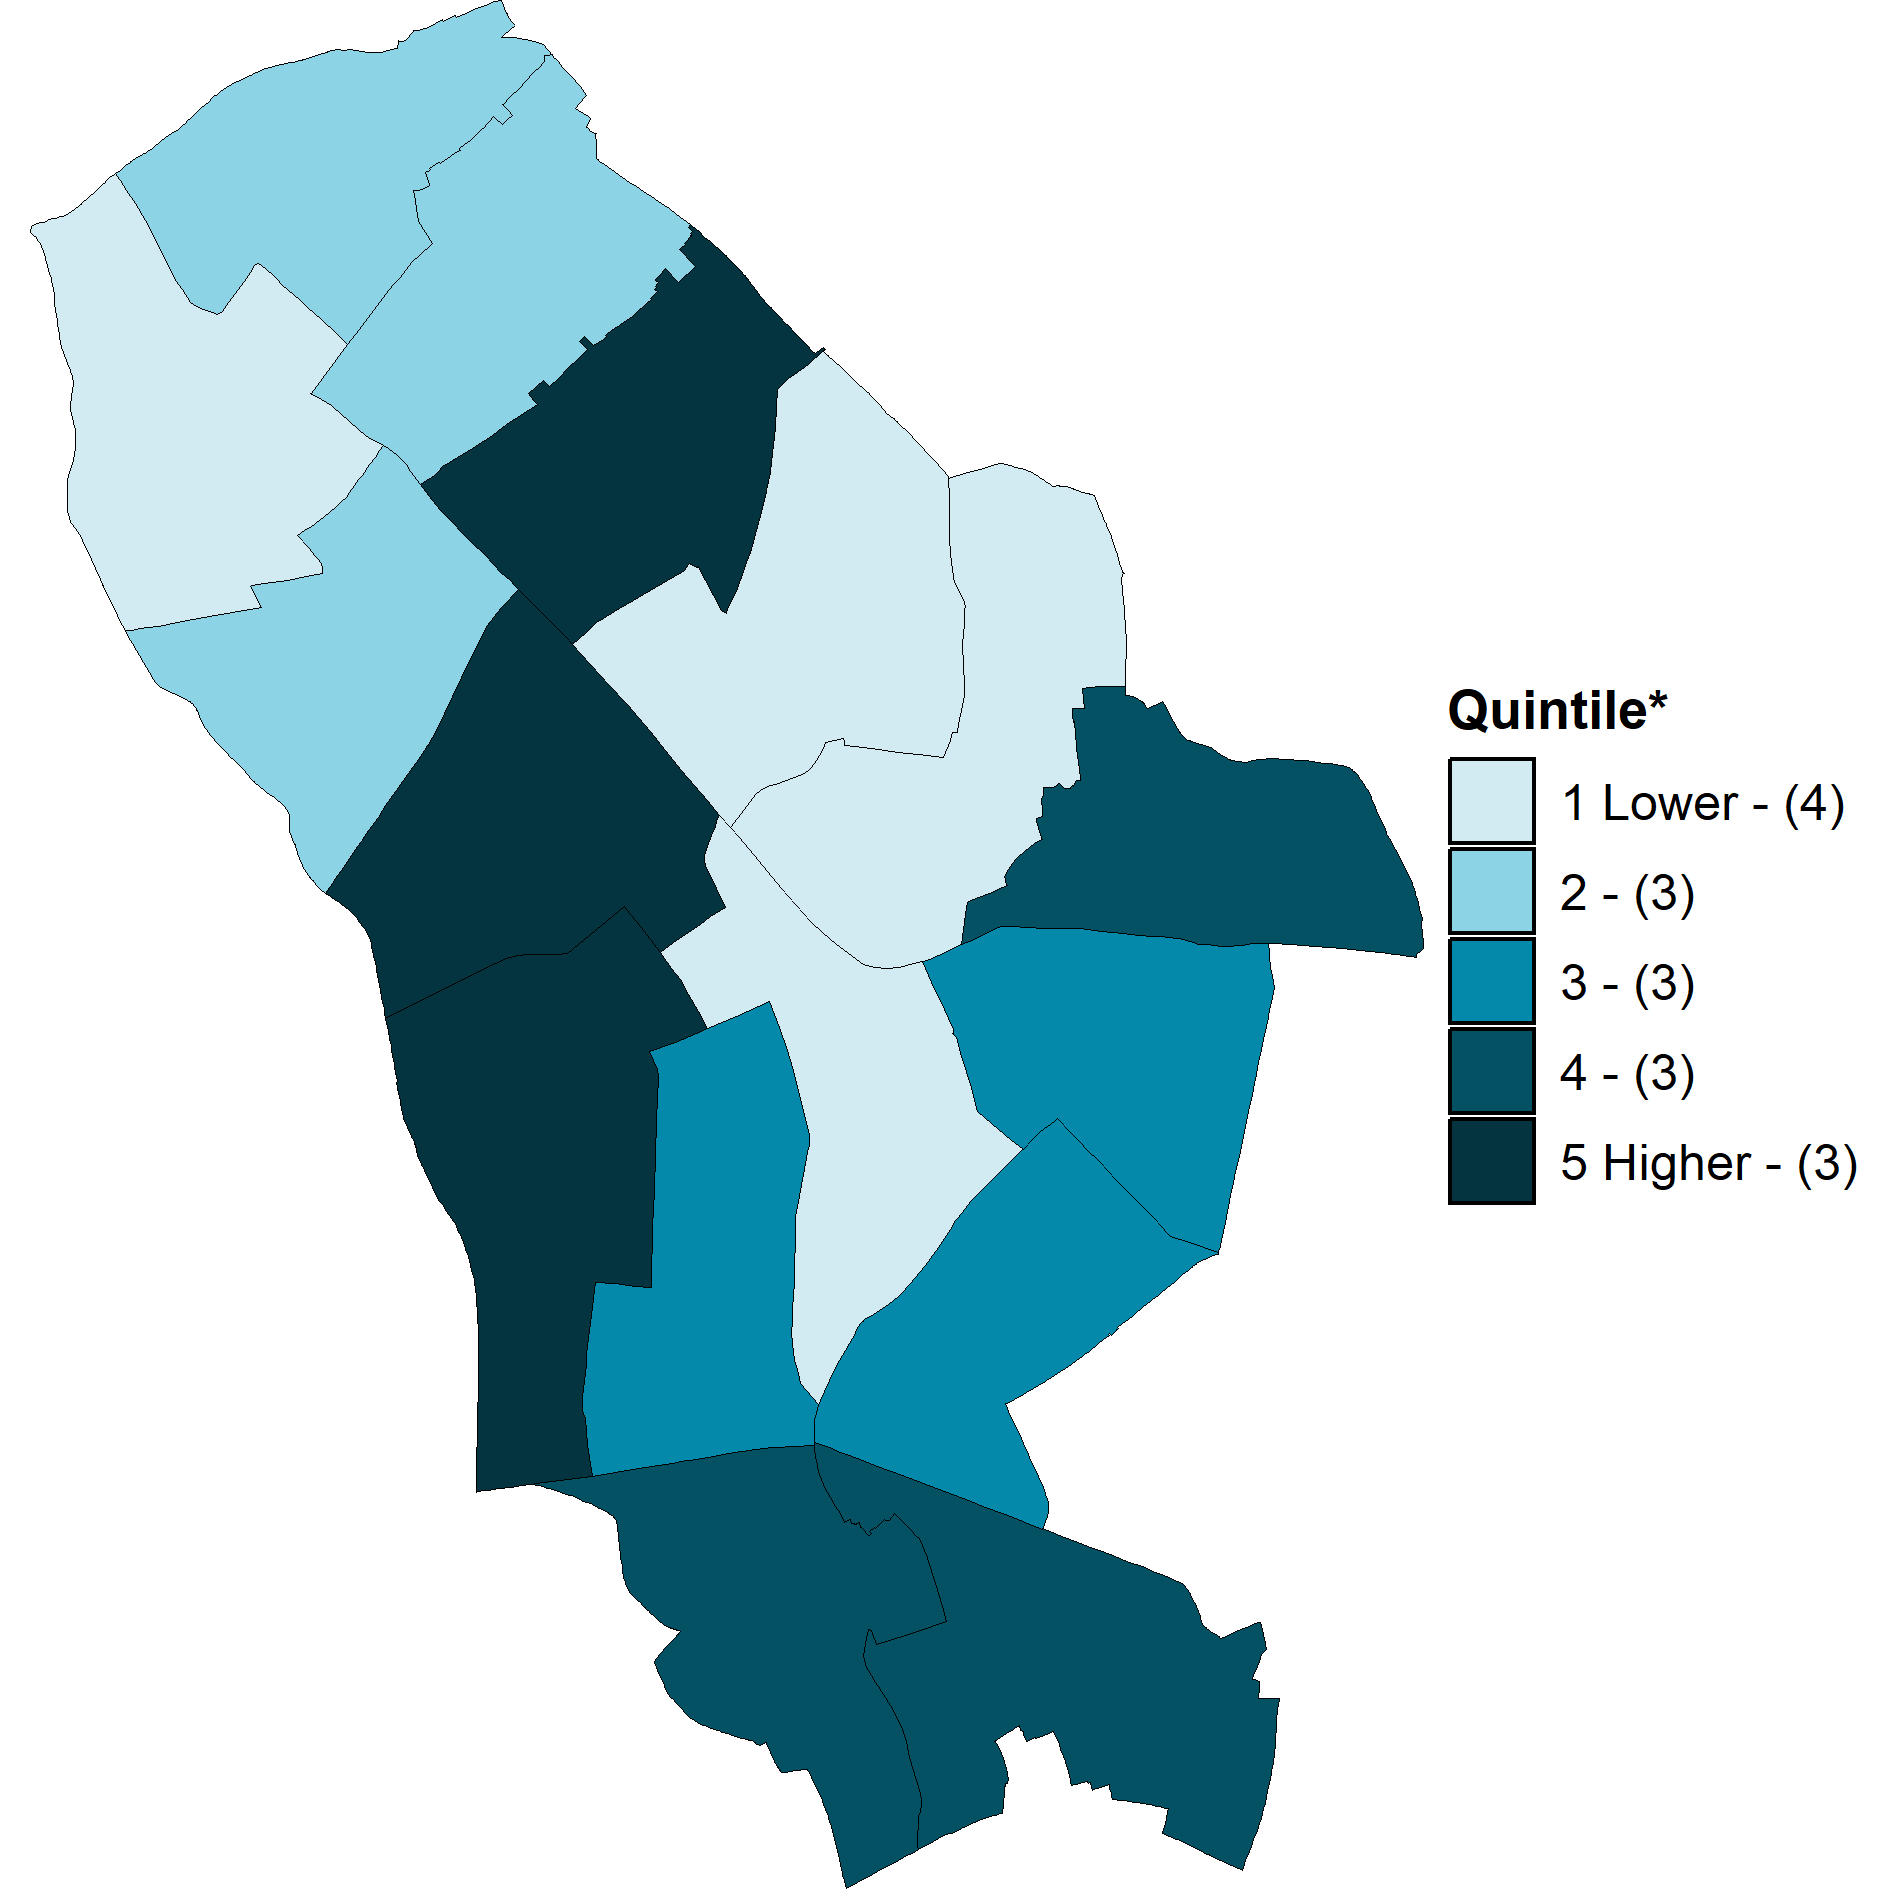 Quintile*
1 Lower - (4)
2 - (3)
3 - (3)
4 - (3)
5 Higher - (3)